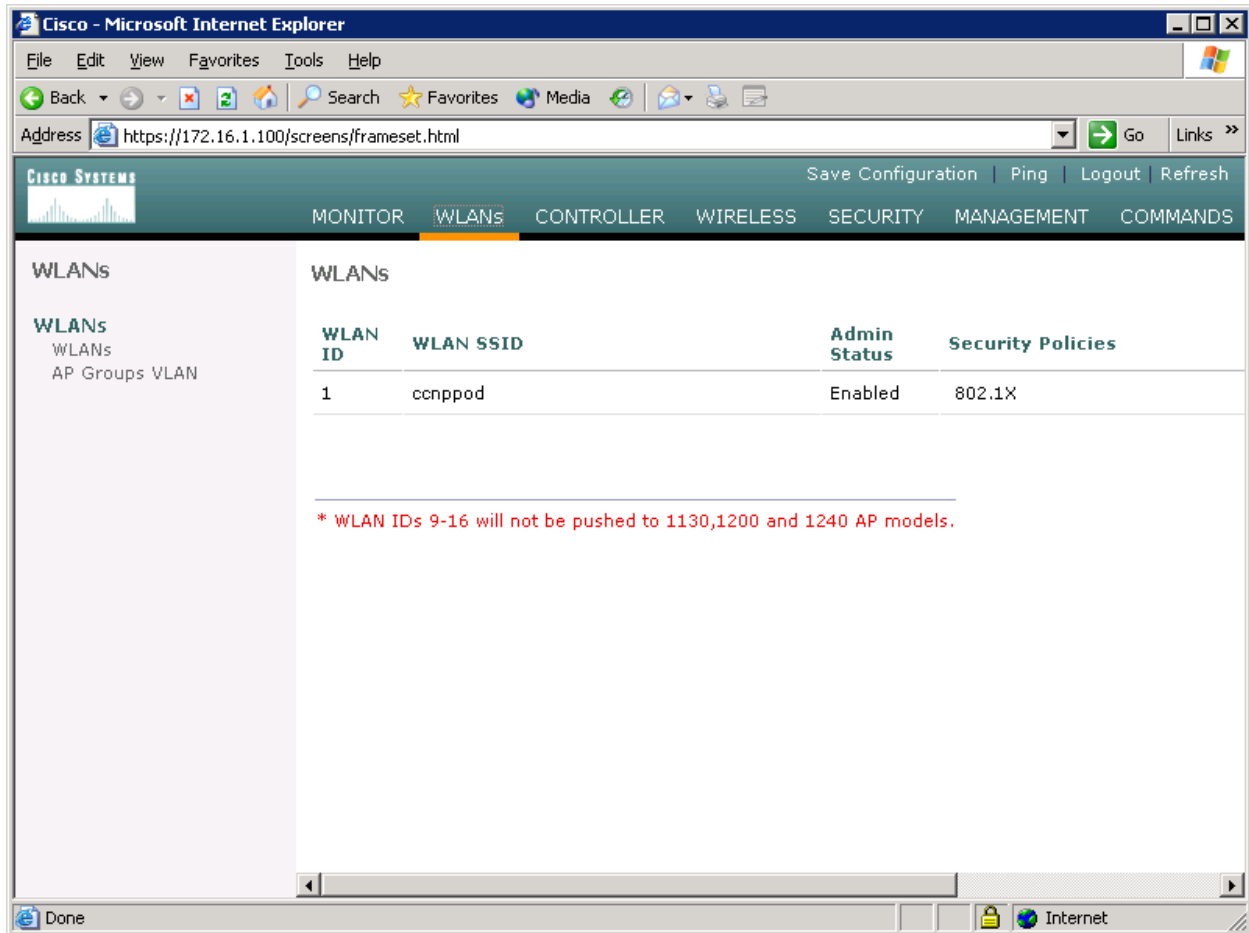 Cisco - Microsoft Internet Explorer
File Edit View Favorites Tools Help
Back Search Favorites Media
Address https://172.16.1.100/screens/frameset.html Go Links »
CISCO SYSTEMS
Save Configuration | Ping | Logout | Refresh
MONITOR WLANs CONTROLLER WIRELESS SECURITY MANAGEMENT COMMANDS
WLANs
WLANs
WLANs
AP Groups VLAN
WLANs
WLAN ID WLAN SSID Admin Status Security Policies
1 ccnppod Enabled 802.1X
* WLAN IDs 9-16 will not be pushed to 1130,1200 and 1240 AP models.
Done Internet